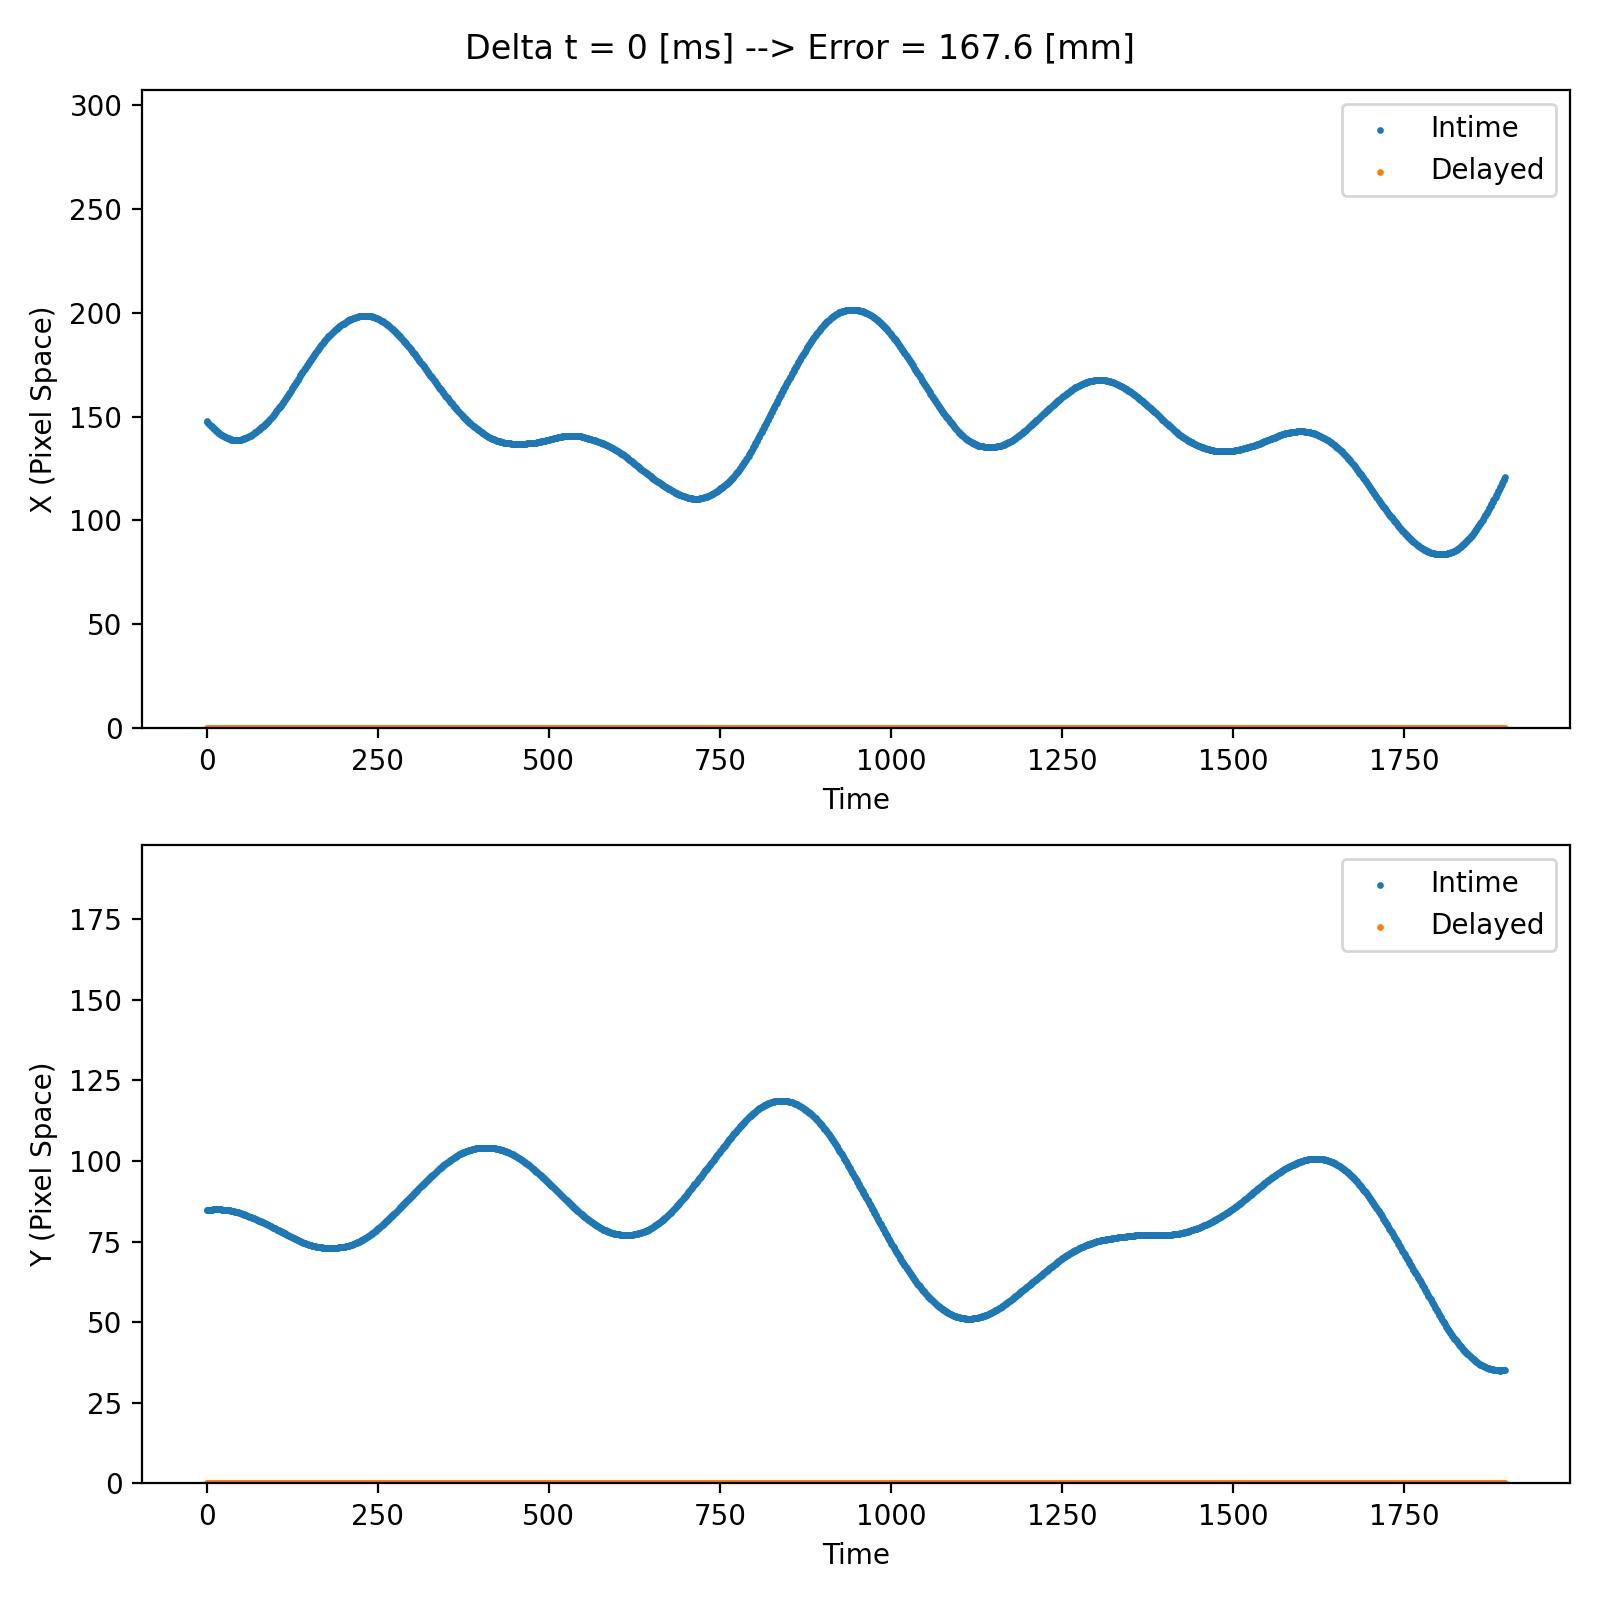 Delta t = 0 [ms] --> Error = 167.6 [mm]
300
250
200
150
100
50
0
X (Pixel Space)
Intime
Delayed
0 250 500 750 1000 1250 1500 1750
Time
175
150
125
100
75
50
25
0
Y (Pixel Space)
Intime
Delayed
0 250 500 750 1000 1250 1500 1750
Time